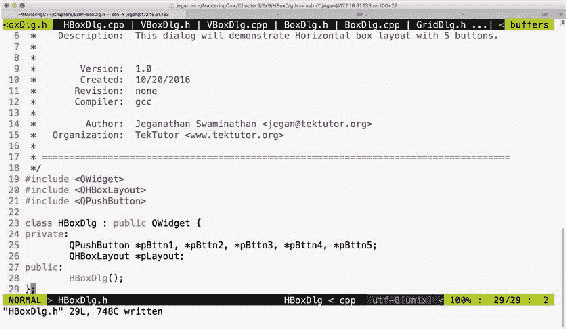 <oxDlg.h HBoxDlg.cpp | VBoxDlg.h | VBoxDlg.cpp | BoxDlg.h | BoxDlg.cpp | GridDlg.h ...|< buffers
6 * Description: This dialog will demonstrate Horizontal box layout with 5 buttons.
7 *
8 *
9 * Version: 1.0
10 * Created: 10/20/2016
11 * Revision: none
12 * Compiler: gcc
13 *
14 * Author: Jeganathan Swaminathan <jegan@tektutor.org>
15 * Organization: TekTutor <www.tektutor.org>
16 *
17 * =====================================================================================
18 */
19 #include <QWidget>
20 #include <QHBoxLayout>
21 #include <QPushButton>
22
23 class HBoxDlg : public QWidget {
24 private:
25 QPushButton *pBttn1, *pBttn2, *pBttn3, *pBttn4, *pBttn5;
26 QHBoxLayout *pLayout;
27 public:
28 HBoxDlg();
29 };
NORMAL > HBoxDlg.h HBoxDlg < cpp utf-8[unix] < 100% : 29/29 : 2
"HBoxDlg.h" 29L, 748C written